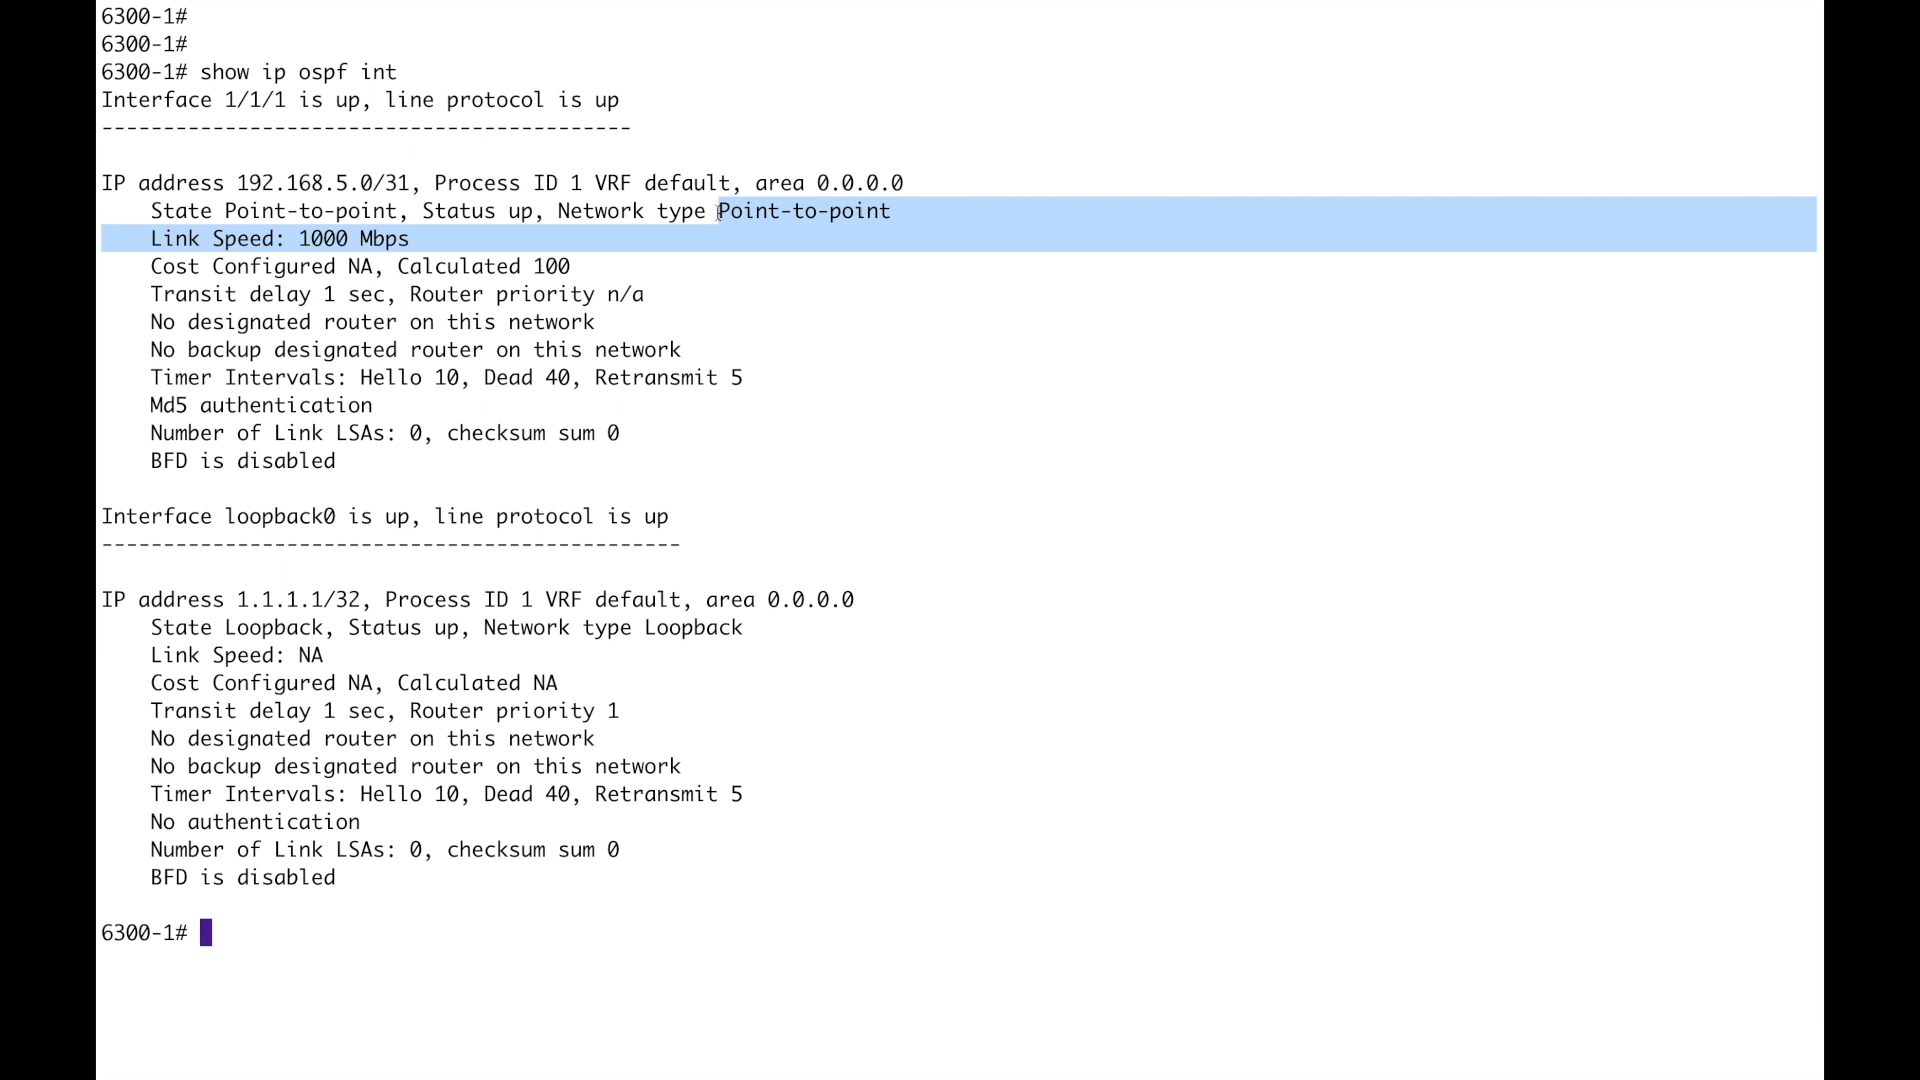 6300-1#
6300-1#
6300-1# show ip ospf int
Interface 1/1/1 is up, line protocol is up
-------------------------------------------
IP address 192.168.5.0/31, Process ID 1 VRF default, area 0.0.0.0
State Point-to-point, Status up, Network type Point-to-point
Link Speed: 1000 Mbps
Cost Configured NA, Calculated 100
Transit delay 1 sec, Router priority n/a
No designated router on this network
No backup designated router on this network
Timer Intervals: Hello 10, Dead 40, Retransmit 5
Md5 authentication
Number of Link LSAs: 0, checksum sum 0
BFD is disabled
Interface loopback0 is up, line protocol is up
-----------------------------------------------
IP address 1.1.1.1/32, Process ID 1 VRF default, area 0.0.0.0
State Loopback, Status up, Network type Loopback
Link Speed: NA
Cost Configured NA, Calculated NA
Transit delay 1 sec, Router priority 1
No designated router on this network
No backup designated router on this network
Timer Intervals: Hello 10, Dead 40, Retransmit 5
No authentication
Number of Link LSAs: 0, checksum sum 0
BFD is disabled
6300-1#